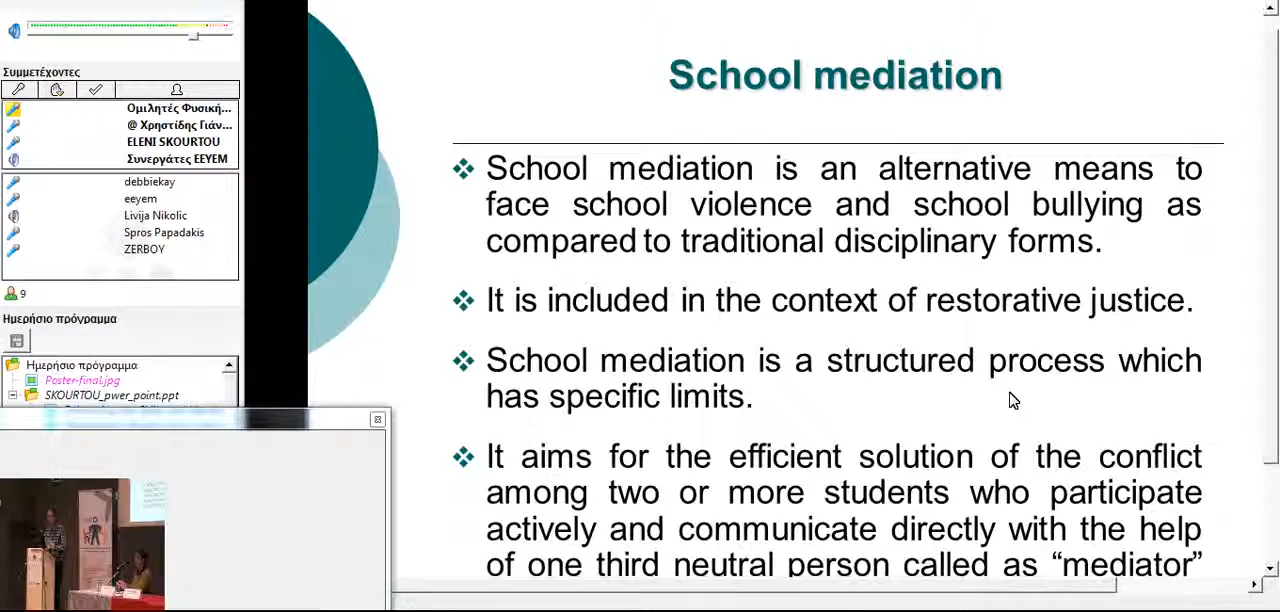 Συμμετέχοντες
Ομιλητές Φυσική...
@ Χρηστίδης Γιάν...
ELENI SKOURTOU
Συνεργάτες ΕΕΥΕΜ
debbiekay
eeyem
Livija Nikolic
Spros Papadakis
ZERBOY
9
Ημερήσιο πρόγραμμα
Ημερήσιο πρόγραμμα
Poster-final.jpg
SKOURTOU_pwer_point.ppt
School mediation
School mediation is an alternative means to
face school violence and school bullying as
compared to traditional disciplinary forms.
It is included in the context of restorative justice.
School mediation is a structured process which
has specific limits.
It aims for the efficient solution of the conflict
among two or more students who participate
actively and communicate directly with the help
of one third neutral person called as “mediator”